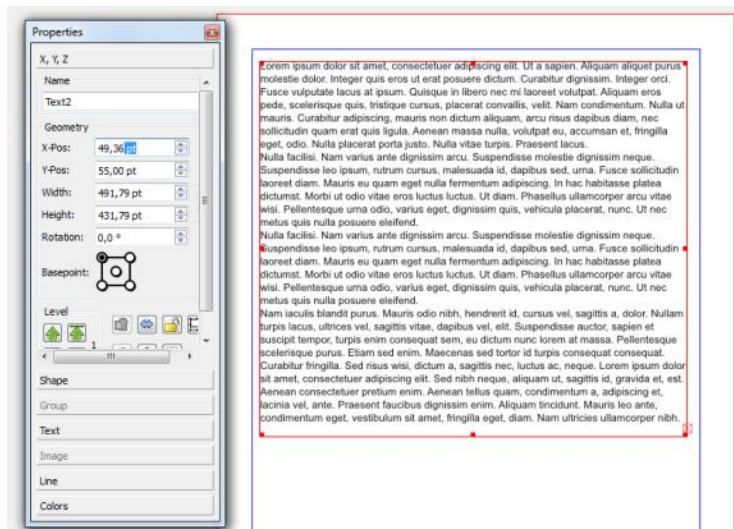 Properties
X, Y, Z
Name
Text2
Geometry
X-Pos: 49,36 pt
Y-Pos: 55,00 pt
Width: 491,79 pt
Height: 431,79 pt
Rotation: 0,0 °
Basepoint:
Level
1
Shape
Group
Text
Image
Line
Colors
Lorem ipsum dolor sit amet, consectetuer adipiscing elit. Ut a sapien. Aliquam aliquet purus
molestie dolor. Integer quis eros ut erat posuere dictum. Curabitur dignissim. Integer orci.
Fusce vulputate lacus at ipsum. Quisque in libero nec mi laoreet volutpat. Aliquam eros
pede, scelerisque quis, tristique cursus, placerat convallis, velit. Nam condimentum. Nulla ut
mauris. Curabitur adipiscing, mauris non dictum aliquam, arcu risus dapibus diam, nec
sollicitudin quam erat quis ligula. Aenean massa nulla, volutpat eu, accumsan et, fringilla
eget, odio. Nulla placerat porta justo. Nulla vitae turpis. Praesent lacus.
Nulla facilisi. Nam varius ante dignissim arcu. Suspendisse molestie dignissim neque.
Suspendisse leo ipsum, rutrum cursus, malesuada id, dapibus sed, urna. Fusce sollicitudin
laoreet diam. Mauris eu quam eget nulla fermentum adipiscing. In hac habitasse platea
dictumst. Morbi ut odio vitae eros luctus luctus. Ut diam. Phasellus ullamcorper arcu vitae
wisi. Pellentesque urna odio, varius eget, dignissim quis, vehicula placerat, nunc. Ut nec
metus quis nulla posuere eleifend.
Nulla facilisi. Nam varius ante dignissim arcu. Suspendisse molestie dignissim neque.
Suspendisse leo ipsum, rutrum cursus, malesuada id, dapibus sed, urna. Fusce sollicitudin
laoreet diam. Mauris eu quam eget nulla fermentum adipiscing. In hac habitasse platea
dictumst. Morbi ut odio vitae eros luctus luctus. Ut diam. Phasellus ullamcorper arcu vitae
wisi. Pellentesque urna odio, varius eget, dignissim quis, vehicula placerat, nunc. Ut nec
metus quis nulla posuere eleifend.
Nam iaculis blandit purus. Mauris odio nibh, hendrerit id, cursus vel, sagittis a, dolor. Nullam
turpis lacus, ultrices vel, sagittis vitae, dapibus vel, elit. Suspendisse auctor, sapien et
suscipit tempor, turpis enim consequat sem, eu dictum nunc lorem at massa. Pellentesque
scelerisque purus. Etiam sed enim. Maecenas sed tortor id turpis consequat consequat.
Curabitur fringilla. Sed risus wisi, dictum a, sagittis nec, luctus ac, neque. Lorem ipsum dolor
sit amet, consectetuer adipiscing elit. Sed nibh neque, aliquam ut, sagittis id, gravida et, est.
Aenean consectetuer pretium enim. Aenean tellus quam, condimentum a, adipiscing et,
lacinia vel, ante. Praesent faucibus dignissim enim. Aliquam tincidunt. Mauris leo ante,
condimentum eget, vestibulum sit amet, fringilla eget, diam. Nam ultricies ullamcorper nibh.